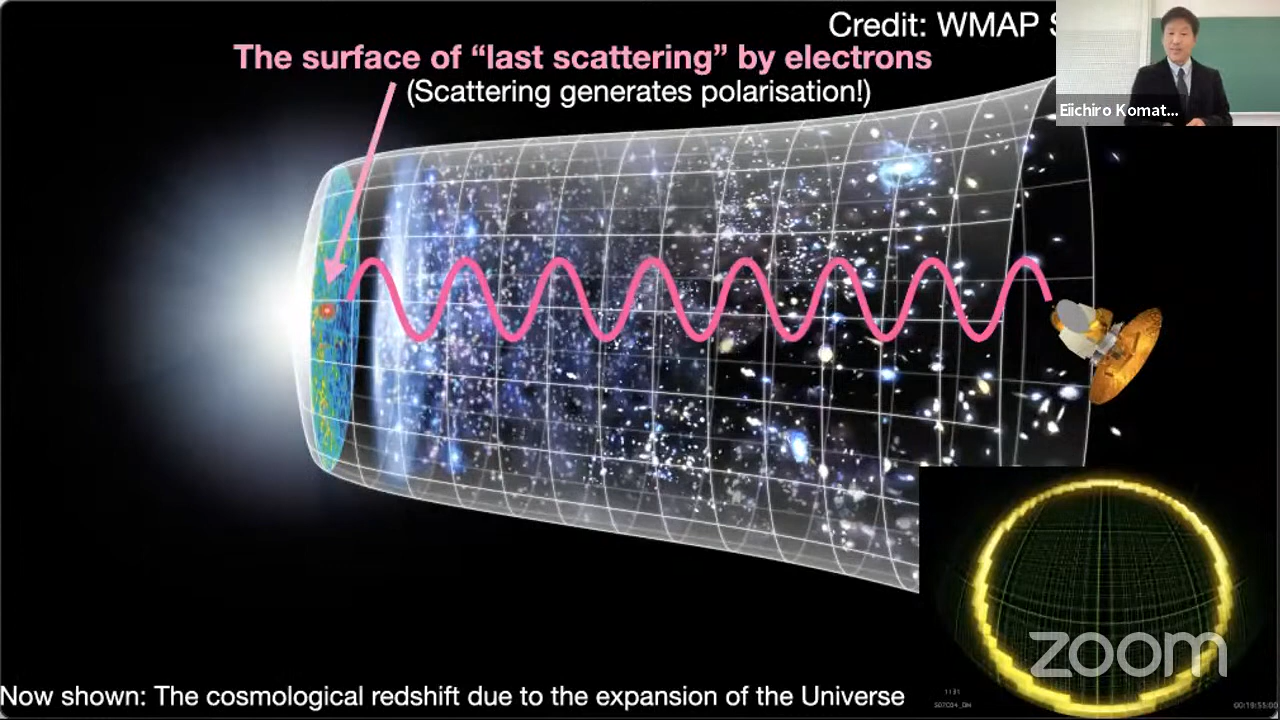 Credit: WMAP S
The surface of “last scattering” by electrons
(Scattering generates polarisation!)
Eiichiro Komat...
zoom
Now shown: The cosmological redshift due to the expansion of the Universe